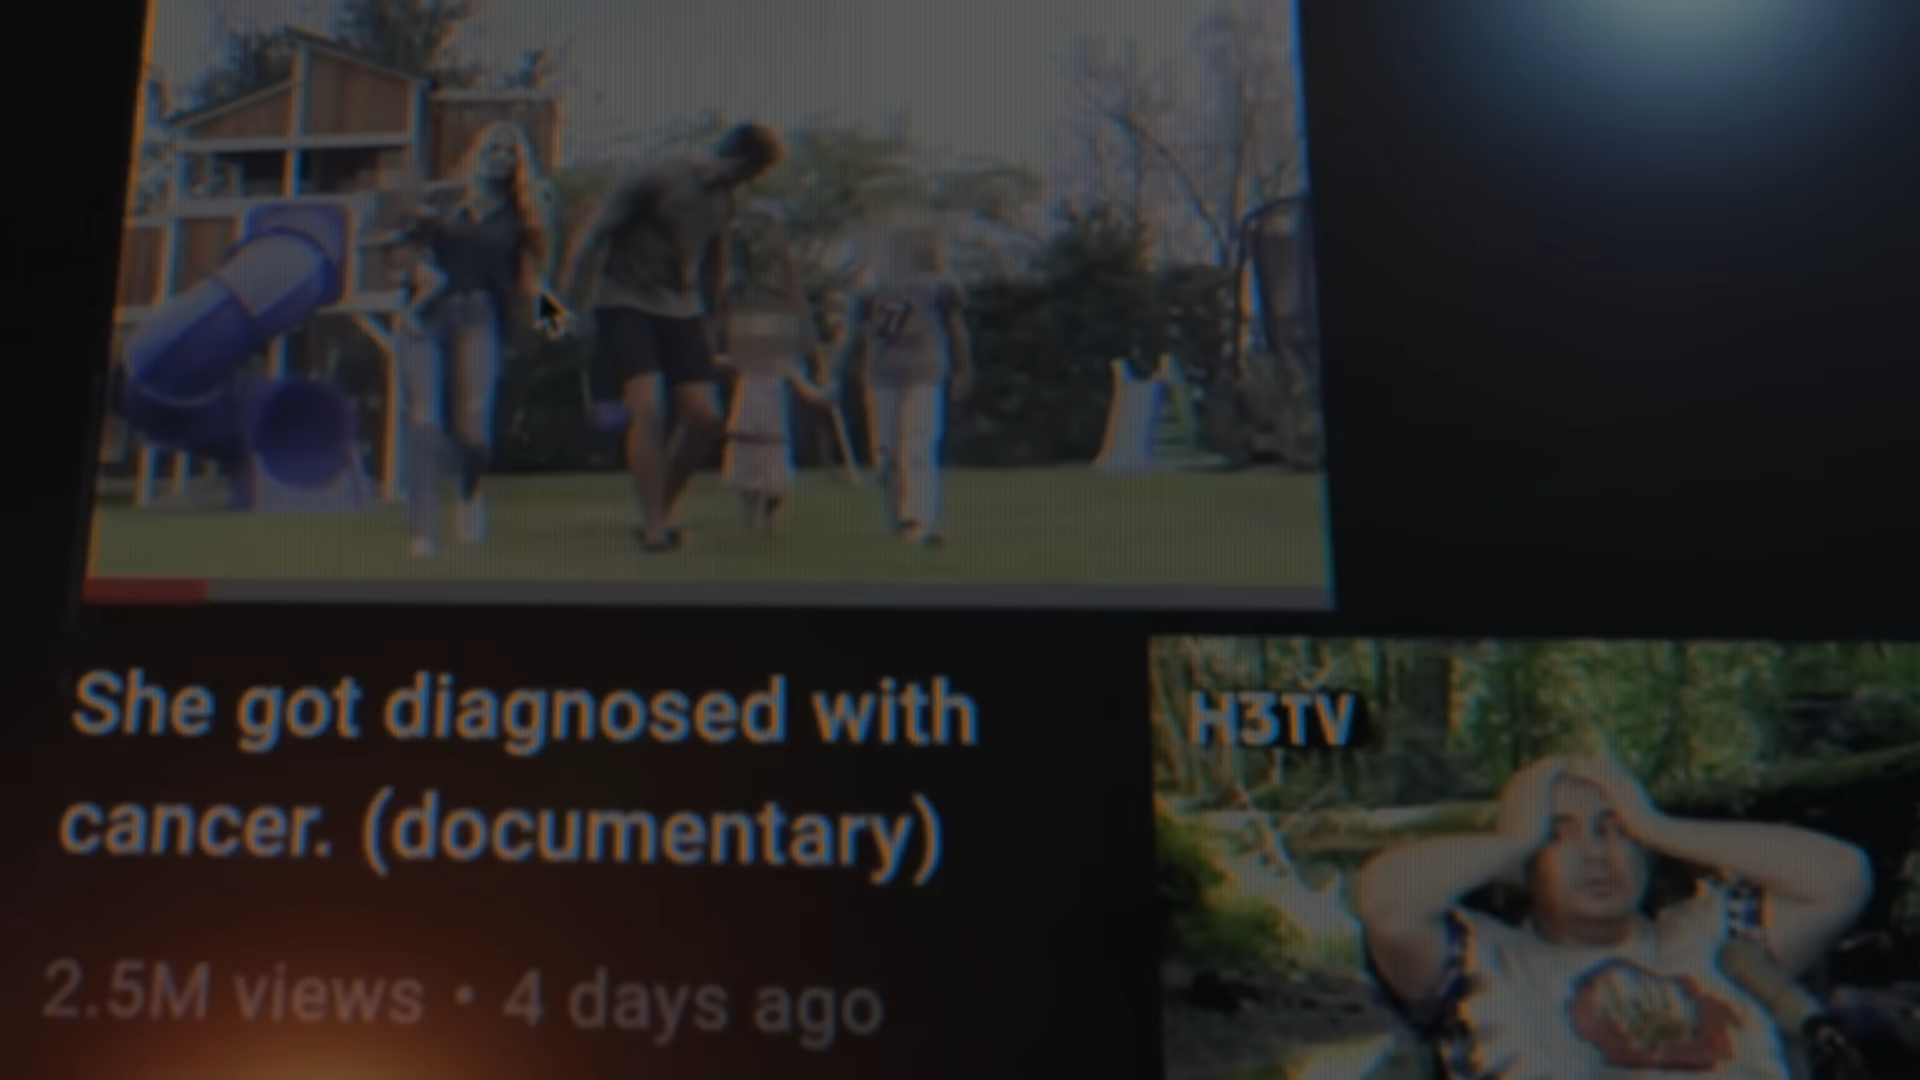 She got diagnosed with
cancer. (documentary)
2.5M views • 4 days ago
H3TV